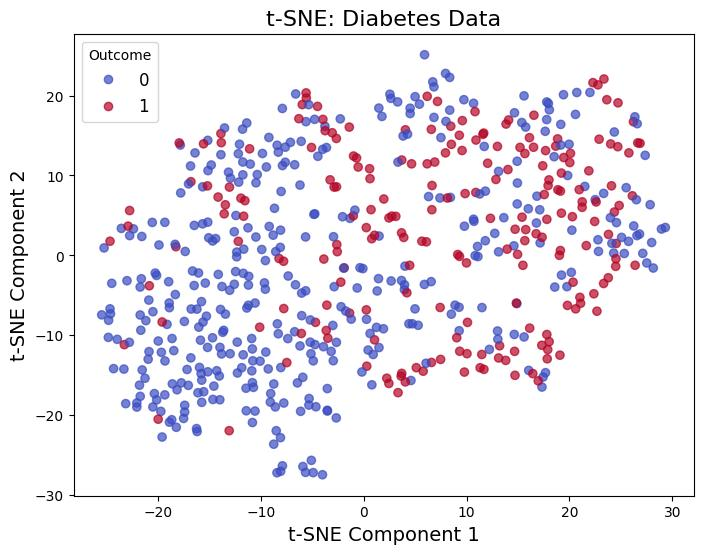 t-SNE: Diabetes Data
Outcome
0
1
20
10
0
−10
−20
−30
t-SNE Component 2
−20 −10 0 10 20 30
t-SNE Component 1